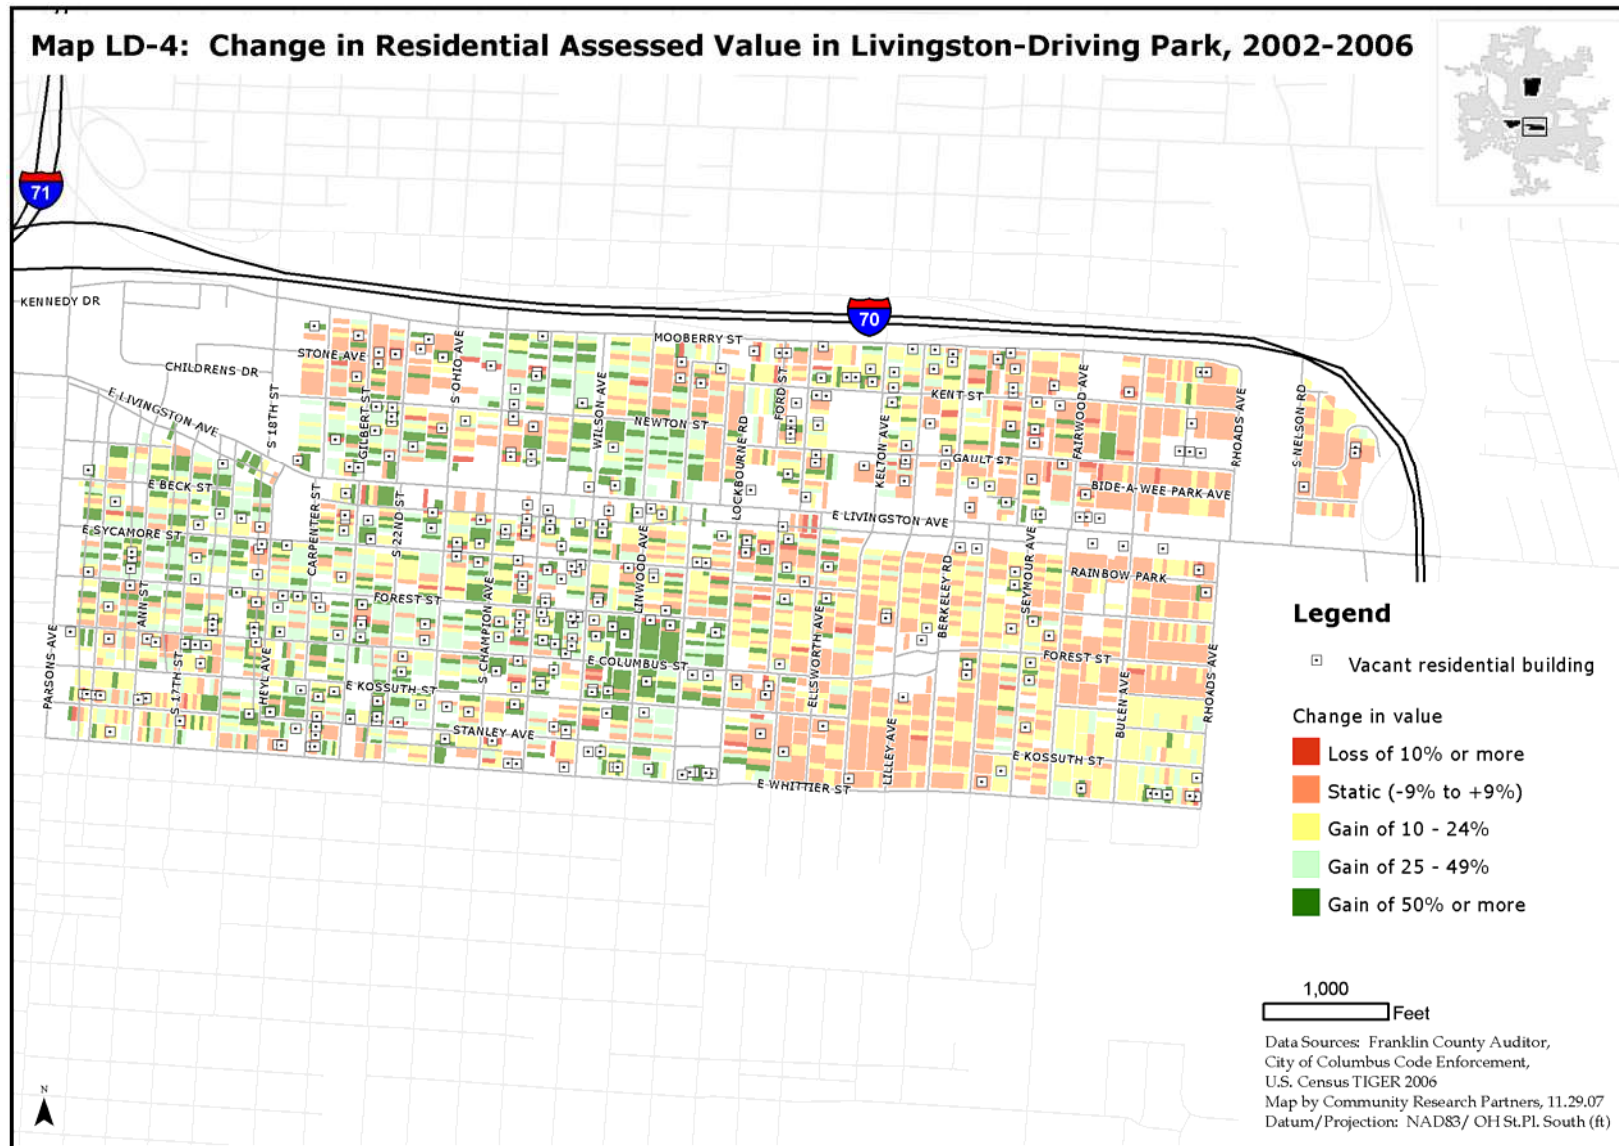 Map LD-4:  Change in Residential Assessed Value in Livingston-Driving Park, 2002-2006
71
70
KENNEDY DR
MOOBERRY ST
STONE AVE
CHILDRENS DR
S OHIO AVE
E LIVINGSTON AVE
S 18TH ST
GILBERT ST
WILSON AVE
NEWTON ST
LOCKBOURNE RD
FORD ST
KELTON AVE
KENT ST
GAULT ST
FAIRWOOD AVE
RHOADS AVE
S NELSON RD
BIDE-A-WEE PARK AVE
E BECK ST
E SYCAMORE ST
CARPENTER ST
S 22ND ST
E LIVINGSTON AVE
LINWOOD AVE
RAINBOW PARK
SEYMOUR AVE
BERKELEY RD
ANN ST
FOREST ST
S CHAMPION AVE
ELLSWORTH AVE
FOREST ST
PARSONS AVE
S 17TH ST
HEYL AVE
E COLUMBUS ST
E KOSSUTH ST
STANLEY AVE
LILLEY AVE
BULEN AVE
RHOADS AVE
E KOSSUTH ST
E WHITTIER ST
Legend
Vacant residential building
Change in value
Loss of 10% or more
Static (-9% to +9%)
Gain of 10 - 24%
Gain of 25 - 49%
Gain of 50% or more
1,000
Feet
Data Sources:  Franklin County Auditor,
City of Columbus Code Enforcement,
U.S. Census TIGER 2006
Map by Community Research Partners, 11.29.07
Datum/Projection:  NAD83/ OH St.Pl. South (ft)
N